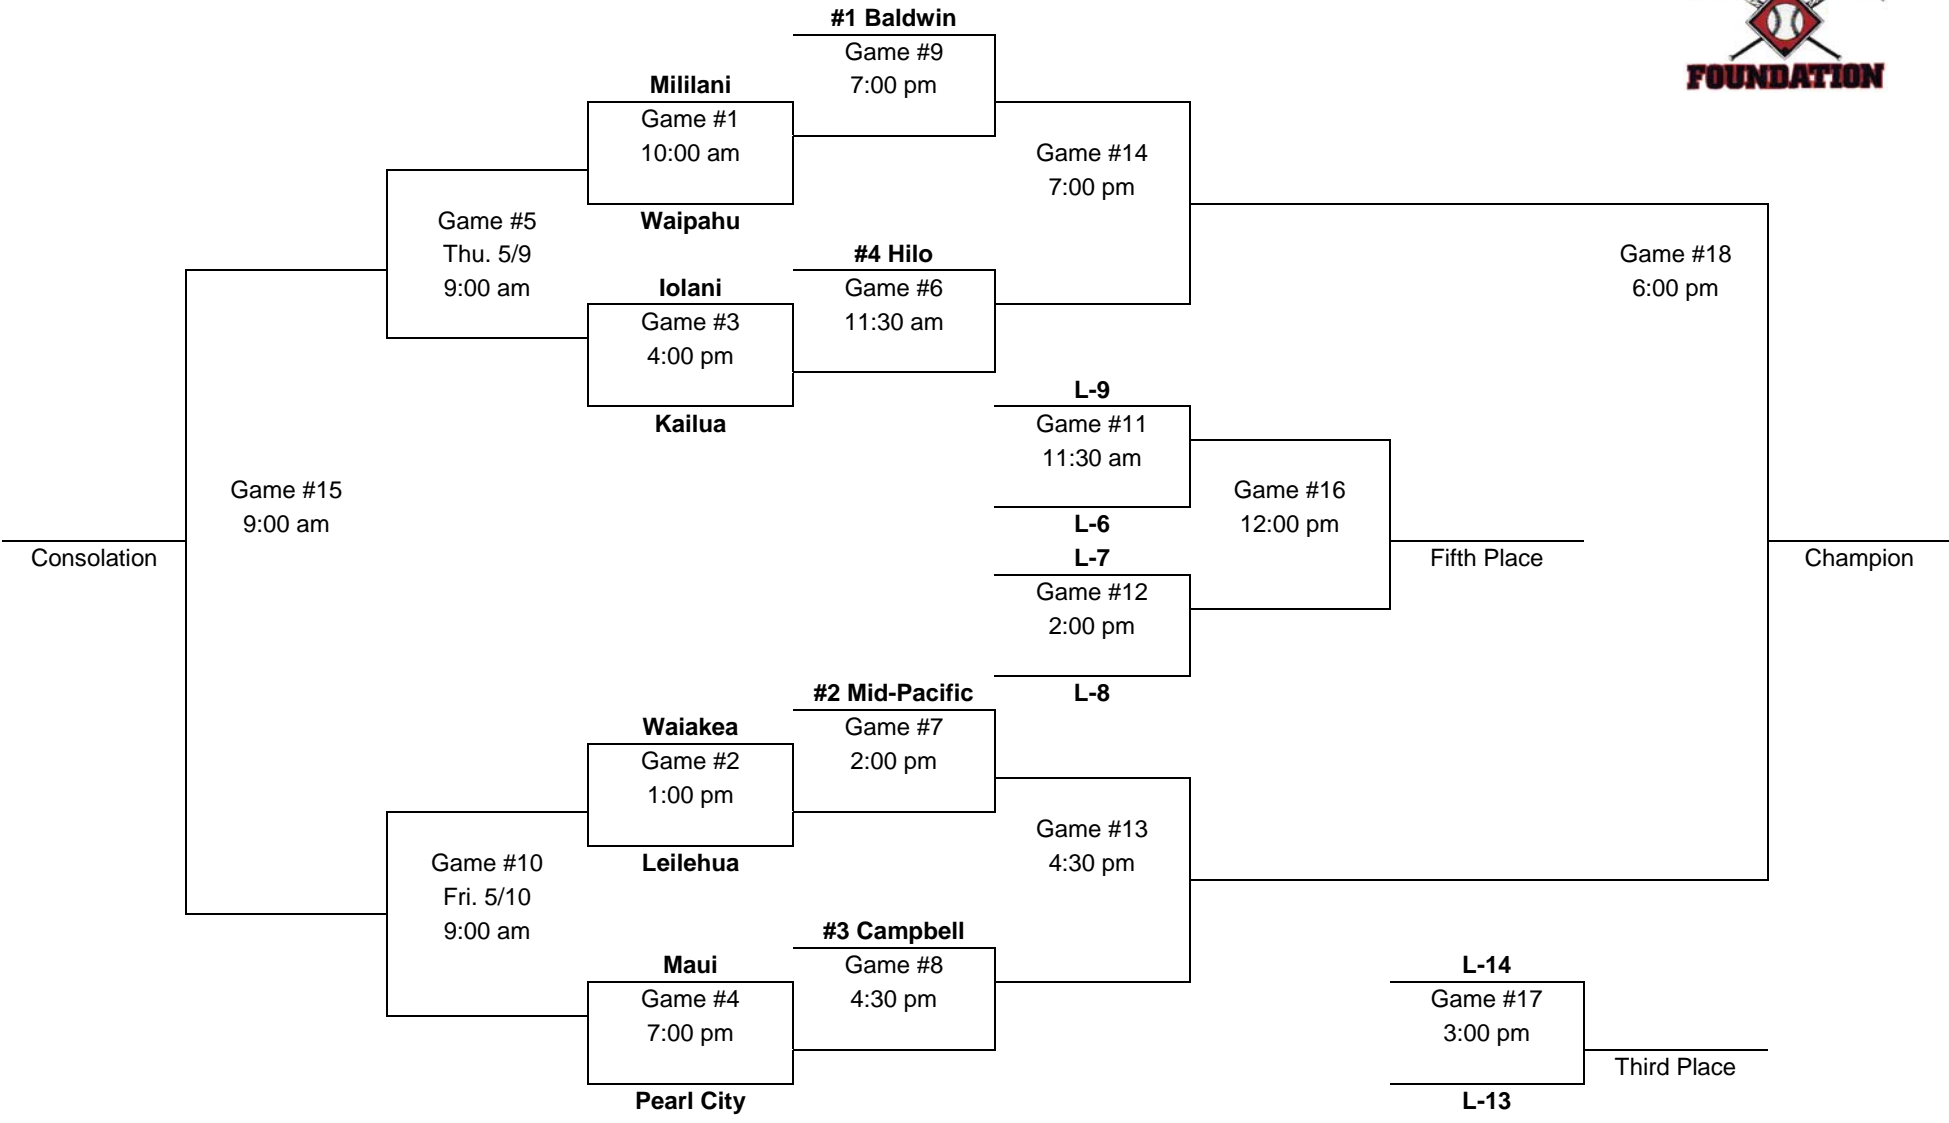 FOUNDATION
#1 Baldwin
Game #9
7:00 pm
Mililani
Game #1
10:00 am
Waipahu
Game #14
7:00 pm
Game #5
Thu. 5/9
9:00 am
#4 Hilo
Game #6
11:30 am
Iolani
Game #3
4:00 pm
Kailua
Game #18
6:00 pm
L-9
Game #11
11:30 am
L-6
Game #15
9:00 am
Game #16
12:00 pm
Consolation
L-7
Game #12
2:00 pm
L-8
Fifth Place
Champion
#2 Mid-Pacific
Game #7
2:00 pm
Waiakea
Game #2
1:00 pm
Leilehua
Game #13
4:30 pm
Game #10
Fri. 5/10
9:00 am
#3 Campbell
Game #8
4:30 pm
Maui
Game #4
7:00 pm
Pearl City
L-14
Game #17
3:00 pm
L-13
Third Place